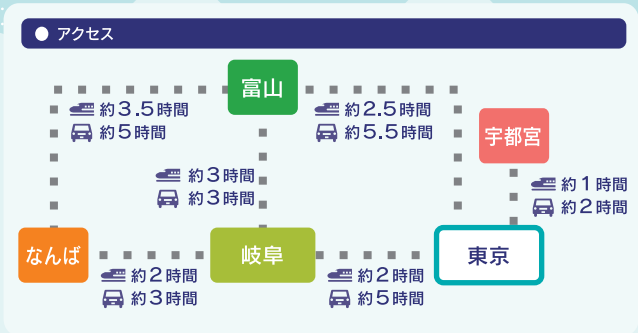 アクセス
富山
約3.5時間
約5時間
約2.5時間
約5.5時間
宇都宮
約3時間
約3時間
約1時間
約2時間
なんば
岐阜
東京
約2時間
約3時間
約2時間
約5時間